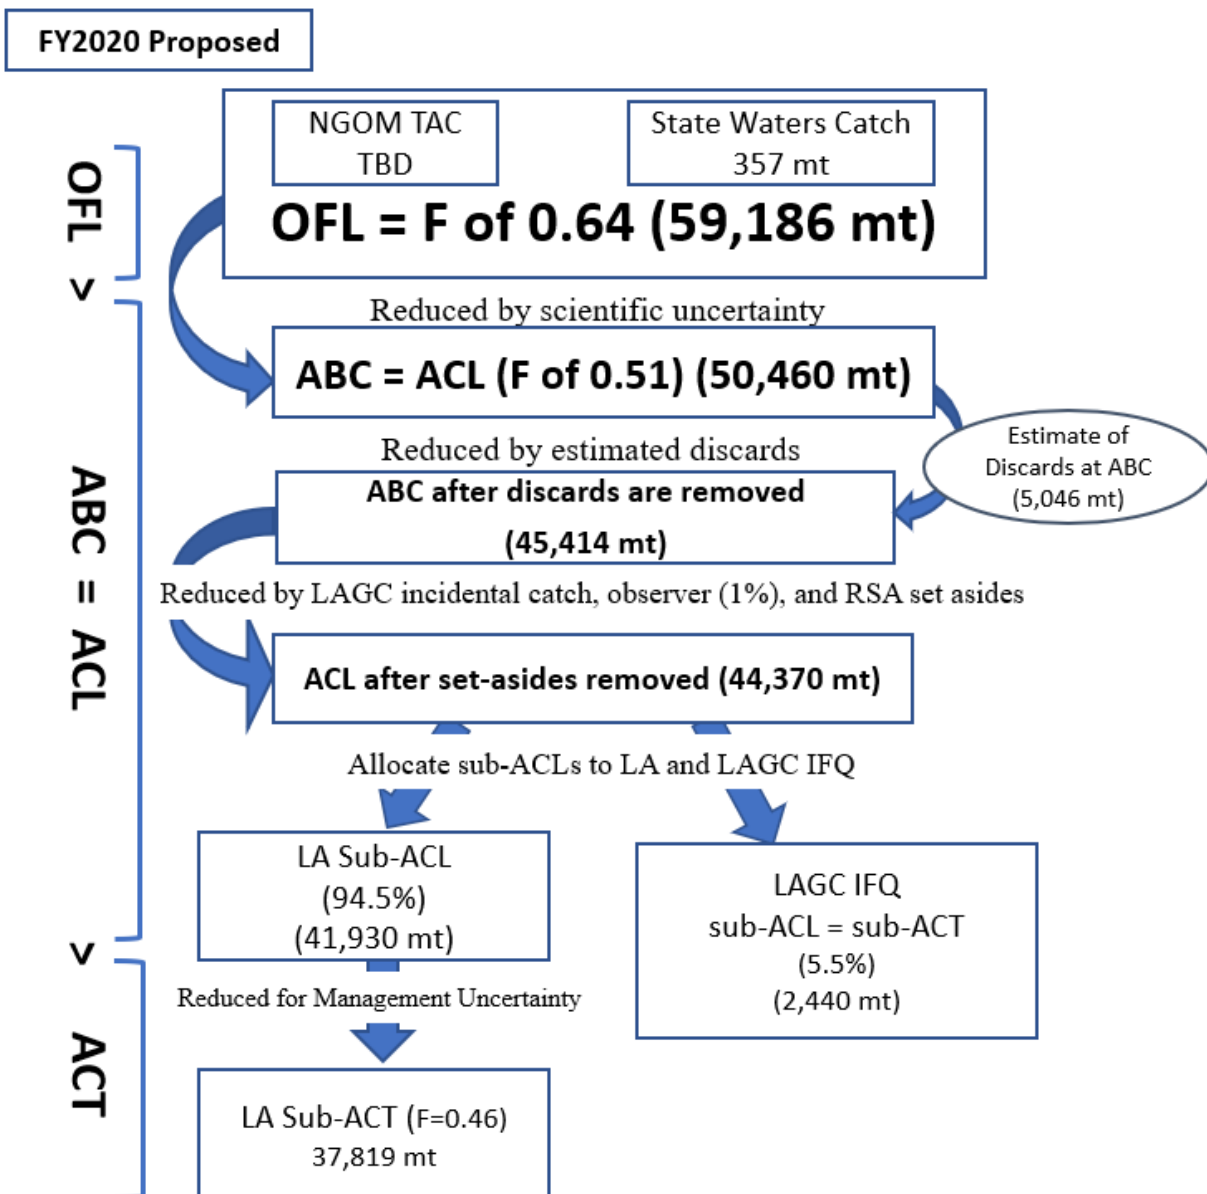 FY2020 Proposed
NGOM TAC
TBD
State Waters Catch
357 mt
OFL = F of 0.64 (59,186 mt)
OFL
>
Reduced by scientific uncertainty
ABC = ACL (F of 0.51) (50,460 mt)
Estimate of
Discards at ABC
(5,046 mt)
Reduced by estimated discards
ABC after discards are removed
(45,414 mt)
ABC = ACL
Reduced by LAGC incidental catch, observer (1%), and RSA set asides
ACL after set-asides removed (44,370 mt)
Allocate sub-ACLs to LA and LAGC IFQ
LA Sub-ACL
(94.5%)
(41,930 mt)
LAGC IFQ
sub-ACL = sub-ACT
(5.5%)
(2,440 mt)
>
Reduced for Management Uncertainty
ACT
LA Sub-ACT (F=0.46)
37,819 mt